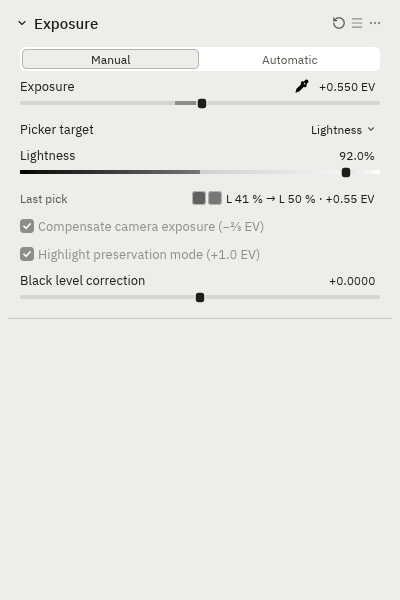 Exposure
Manual
Automatic
Exposure +0.550 EV
Picker target Lightness
Lightness 92.0%
Last pick L 41 % → L 50 % · +0.55 EV
Compensate camera exposure (−⅔ EV)
Highlight preservation mode (+1.0 EV)
Black level correction +0.0000